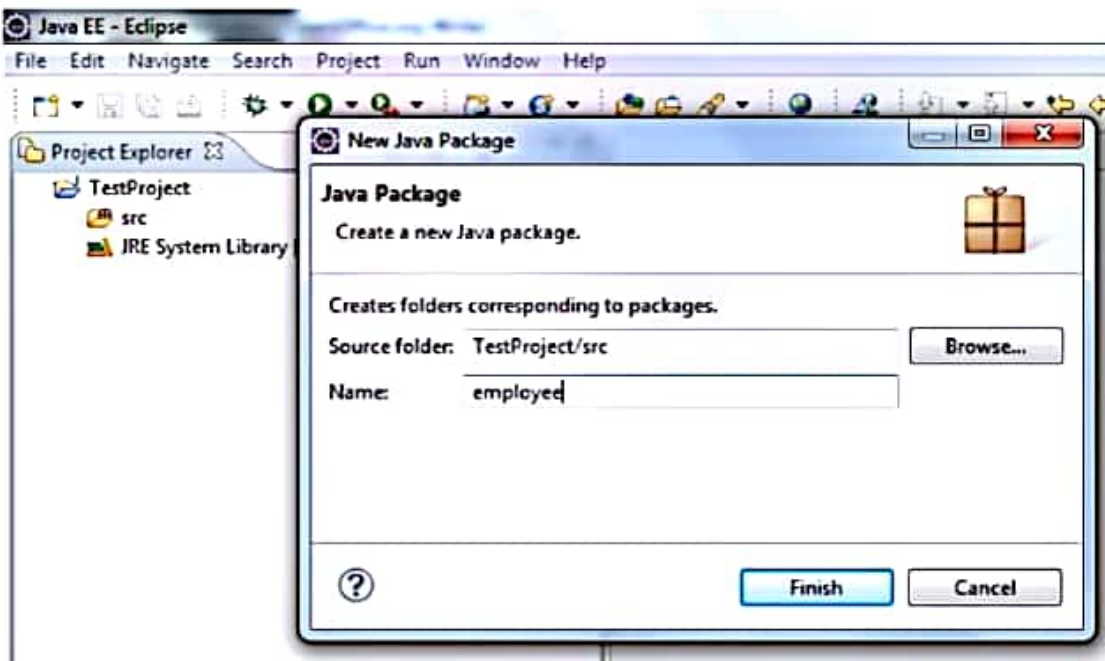 Java EE - Eclipse
File Edit Navigate Search Project Run Window Help
Project Explorer
TestProject
src
JRE System Library
New Java Package
Java Package
Create a new Java package.
Creates folders corresponding to packages.
Source folder: TestProject/src
Browse...
Name: employee
Finish
Cancel